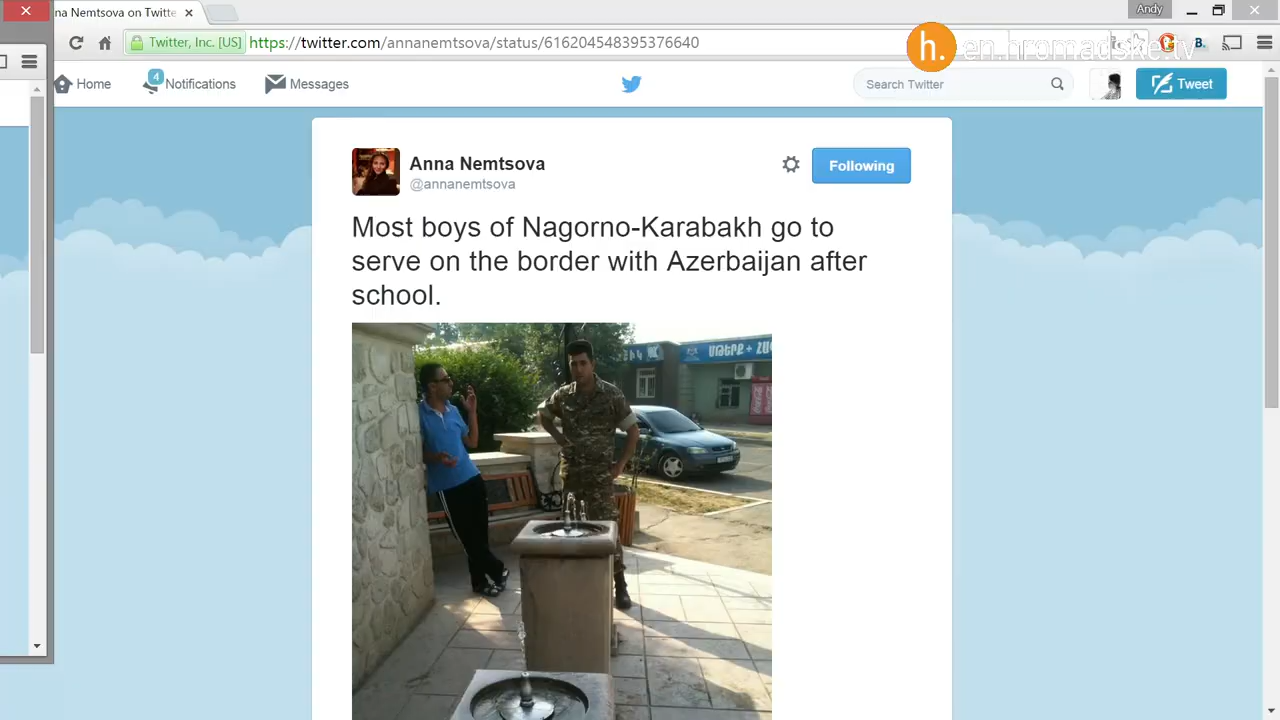 na Nemtsova on Twitte
Andy
Twitter, Inc. [US]
https://twitter.com/annanemtsova/status/616204548395376640
h. en.hromadske.tv
B.
4
Home
Notifications
Messages
Search Twitter
Tweet
Anna Nemtsova
@annanemtsova
Following
Most boys of Nagorno-Karabakh go to
serve on the border with Azerbaijan after
school.
ՄԹԵՐՔ + ՀԱ